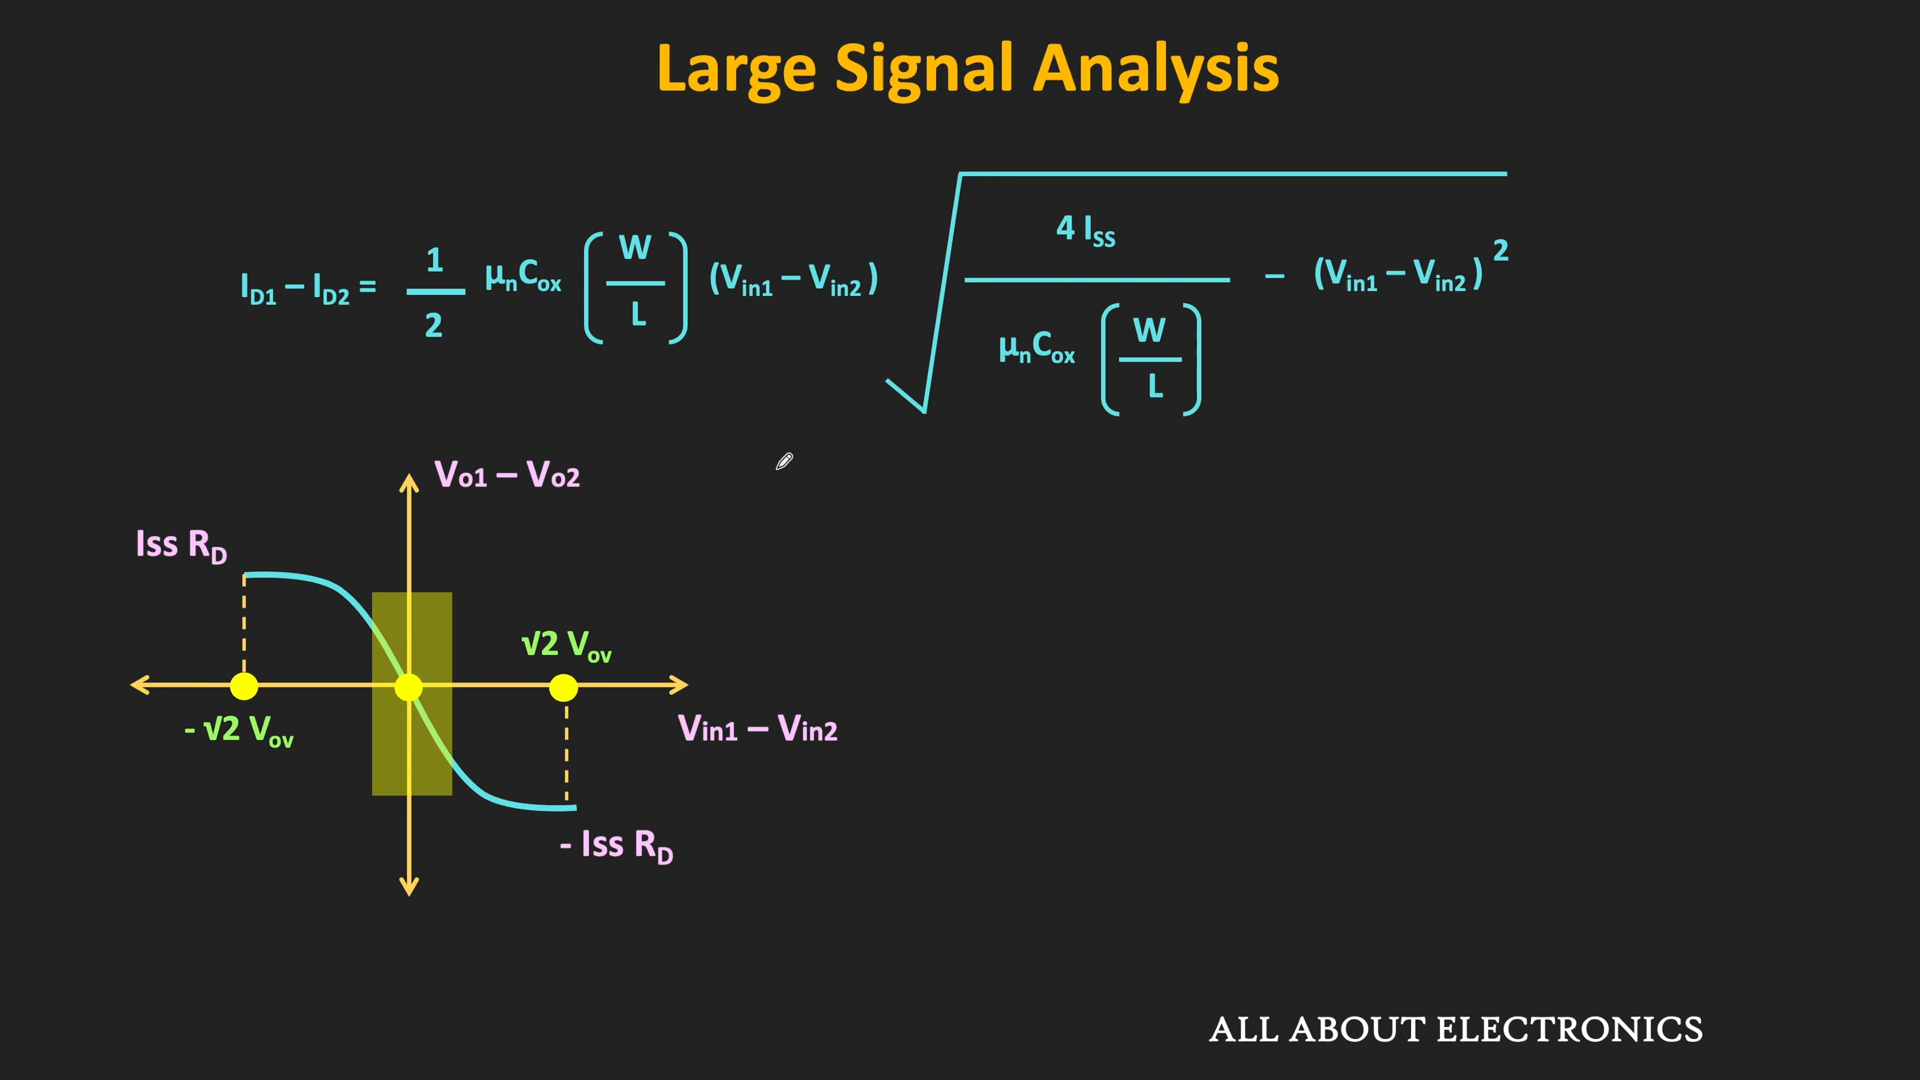 Large Signal Analysis
I_D1 – I_D2 = 1/2 μ_nC_ox (W/L) (V_in1 – V_in2) √(4 I_SS / μ_nC_ox (W/L) – (V_in1 – V_in2)²)
Vo1 – Vo2
Iss R_D
√2 V_ov
- √2 V_ov
Vin1 – Vin2
- Iss R_D
ALL ABOUT ELECTRONICS